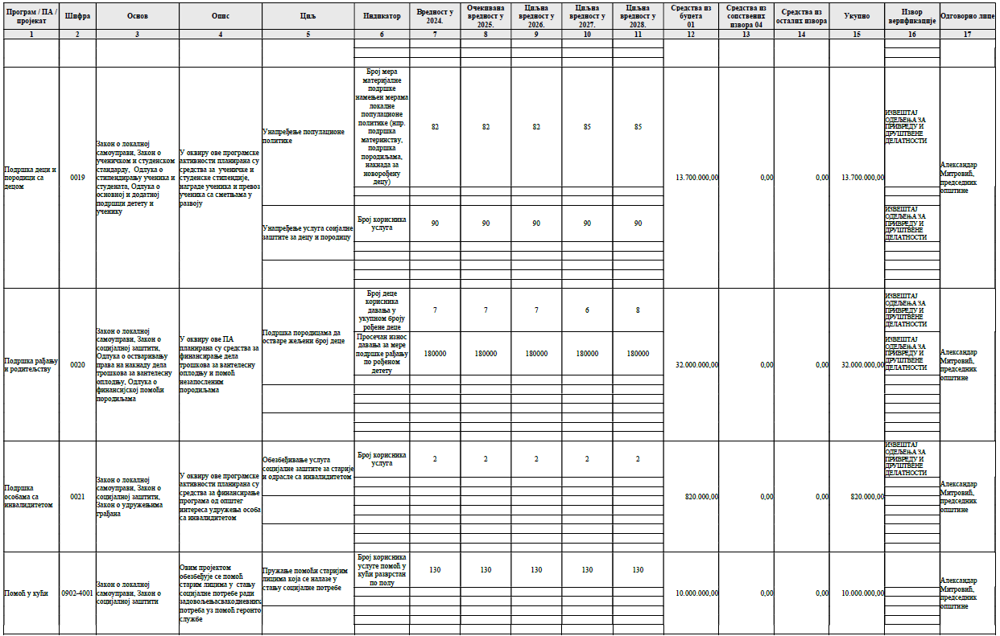 Програм / ПА / пројекат
Шифра
Основ
Опис
Циљ
Индикатор
Вредност у 2024.
Очекивана вредност у 2025.
Циљна вредност у 2026.
Циљна вредност у 2027.
Циљна вредност у 2028.
Средства из буџета 01
Средства из сопствених извора 04
Средства из осталих извора
Укупно
Извор верификације
Одговорно лице
1 2 3 4 5 6 7 8 9 10 11 12 13 14 15 16 17
Подршка деци и
породици са
децом
0019
Закон о локалној
самоуправи, Закон о
ученичком и студенском
стандарду, Одлука о
стипендирању ученика и
студената, Одлука о
основној и додатној
подршци детету и
ученику
У оквиру ове програмске
активности планирана су
средства за ученичке и
студенске стипендије,
награде ученика и превоз
ученика са сметњама у
развоју
Унапређење популационе
политике
Број мера
материјалне
подршке
намењен мерама
локалне
популационе
политике (нпр.
подршка
материнству,
подршка
породиљама,
накнада за
новорођену
децу)
82 82 82 85 85
13.700.000,00 0,00 0,00 13.700.000,00
ИЗВЕШТАЈ
ОДЕЉЕЊА ЗА
ПРИВРЕДУ И
ДРУШТВЕНЕ
ДЕЛАТНОСТИ
Александар
Митровић,
председник
општине
Унапређење услуга соијалне
заштите за децу и породицу
Број корисника
услуга
90 90 90 90 90
ИЗВЕШТАЈ
ОДЕЉЕЊА ЗА
ПРИВРЕДУ И
ДРУШТВЕНЕ
ДЕЛАТНОСТИ
Подршка рађању
и родитељству
0020
Закон о локалној
самоуправи, Закон о
социјалној заштити,
Одлука о остваривању
права на накнаду дела
трошкова за вантелесну
оплодњу, Одлука о
финансијској помоћи
породиљама
У оквиру ове ПА
планирана су средства за
финансирање дела
трошкова за вантелесну
оплодњу и помоћ
незапосленим
породиљама
Подршка породицама да
остваре жељени број деце
Број деце
корисника
давања у
укупном броју
рођене деце
7 7 7 6 8
ИЗВЕШТАЈ
ОДЕЉЕЊА ЗА
ПРИВРЕДУ И
ДРУШТВЕНЕ
ДЕЛАТНОСТИ
Просечан износ
давања за мере
подршке рађању
по рођеном
детету
180000 180000 180000 180000 180000
32.000.000,00 0,00 0,00 32.000.000,00
ИЗВЕШТАЈ
ОДЕЉЕЊА ЗА
ПРИВРЕДУ И
ДРУШТВЕНЕ
ДЕЛАТНОСТИ
Александар
Митровић,
председник
општине
Подршка
особама са
инвалидитетом
0021
Закон о локалној
самоуправи, Закон о
социјалној заштити,
Закон о удружењима
грађана
У оквиру ове програмске
активности планирана су
средства за финансирање
програма од општег
интереса удружења особа
са инвалидитетом
Обезбеђивање услуга
социјалне заштите за старије
и одрасле са инвалидитетом
Број корисника
услуга
2 2 2 2 2
820.000,00 0,00 0,00 820.000,00
ИЗВЕШТАЈ
ОДЕЉЕЊА ЗА
ПРИВРЕДУ И
ДРУШТВЕНЕ
ДЕЛАТНОСТИ
Александар
Митровић,
председник
општине
Помоћ у кући
0902-4001
Закон о локалној
самоуправи, Закон о
социјалној заштити
Овим пројектом
обезбеђује се помоћ
старим лицима у стању
социјалне потребе ради
задовољењасвакодневних
потреба уз помоћ геронто
службе
Пружање помоћи старијим
лицима која се налазе у
стању социјалне потребе
Број корисника
услуге помоћ у
кући разврстан
по полу
130 130 130 130 130
10.000.000,00 0,00 0,00 10.000.000,00
Александар
Митровић,
председник
општине